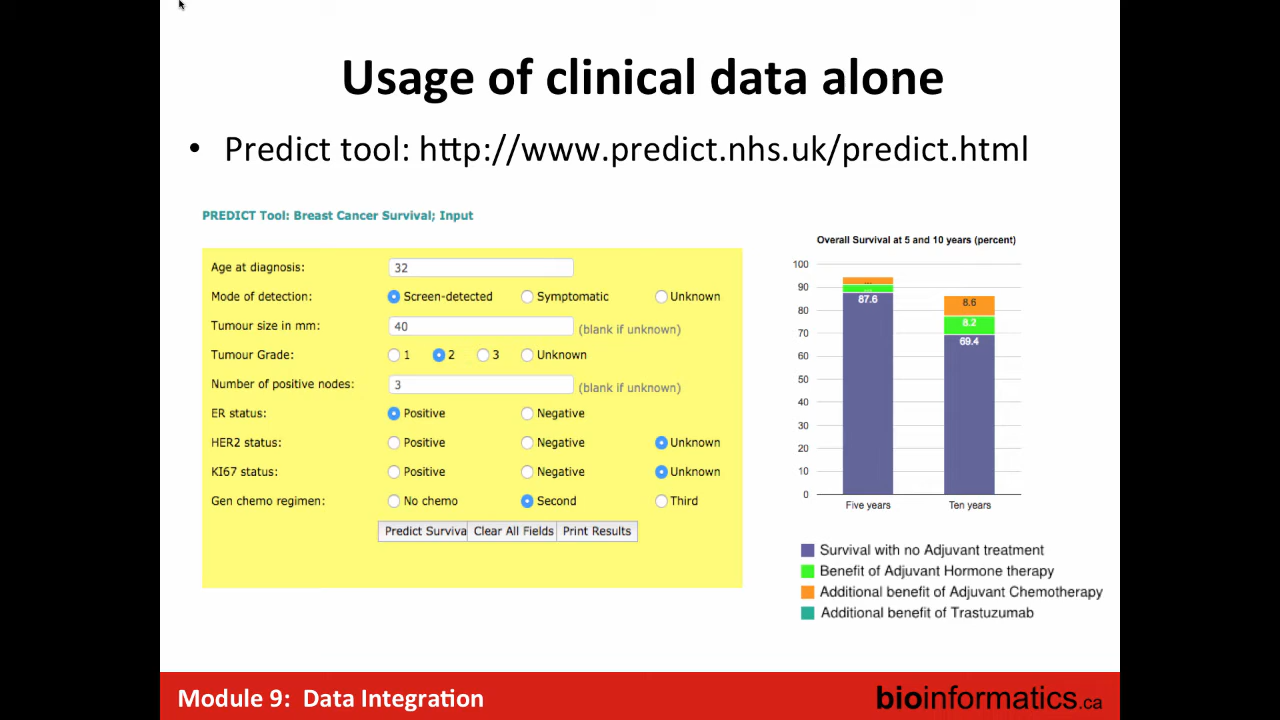 Usage of clinical data alone
• Predict tool: http://www.predict.nhs.uk/predict.html
PREDICT Tool: Breast Cancer Survival; Input
Age at diagnosis: 32
Mode of detection: Screen-detected Symptomatic Unknown
Tumour size in mm: 40 (blank if unknown)
Tumour Grade: 1 2 3 Unknown
Number of positive nodes: 3 (blank if unknown)
ER status: Positive Negative
HER2 status: Positive Negative Unknown
KI67 status: Positive Negative Unknown
Gen chemo regimen: No chemo Second Third
Predict Surviva Clear All Fields Print Results
Overall Survival at 5 and 10 years (percent)
100
90
80
70
60
50
40
30
20
10
0
...
...
87.6
8.6
8.2
69.4
Five years Ten years
Survival with no Adjuvant treatment
Benefit of Adjuvant Hormone therapy
Additional benefit of Adjuvant Chemotherapy
Additional benefit of Trastuzumab
Module 9: Data Integration
bioinformatics.ca